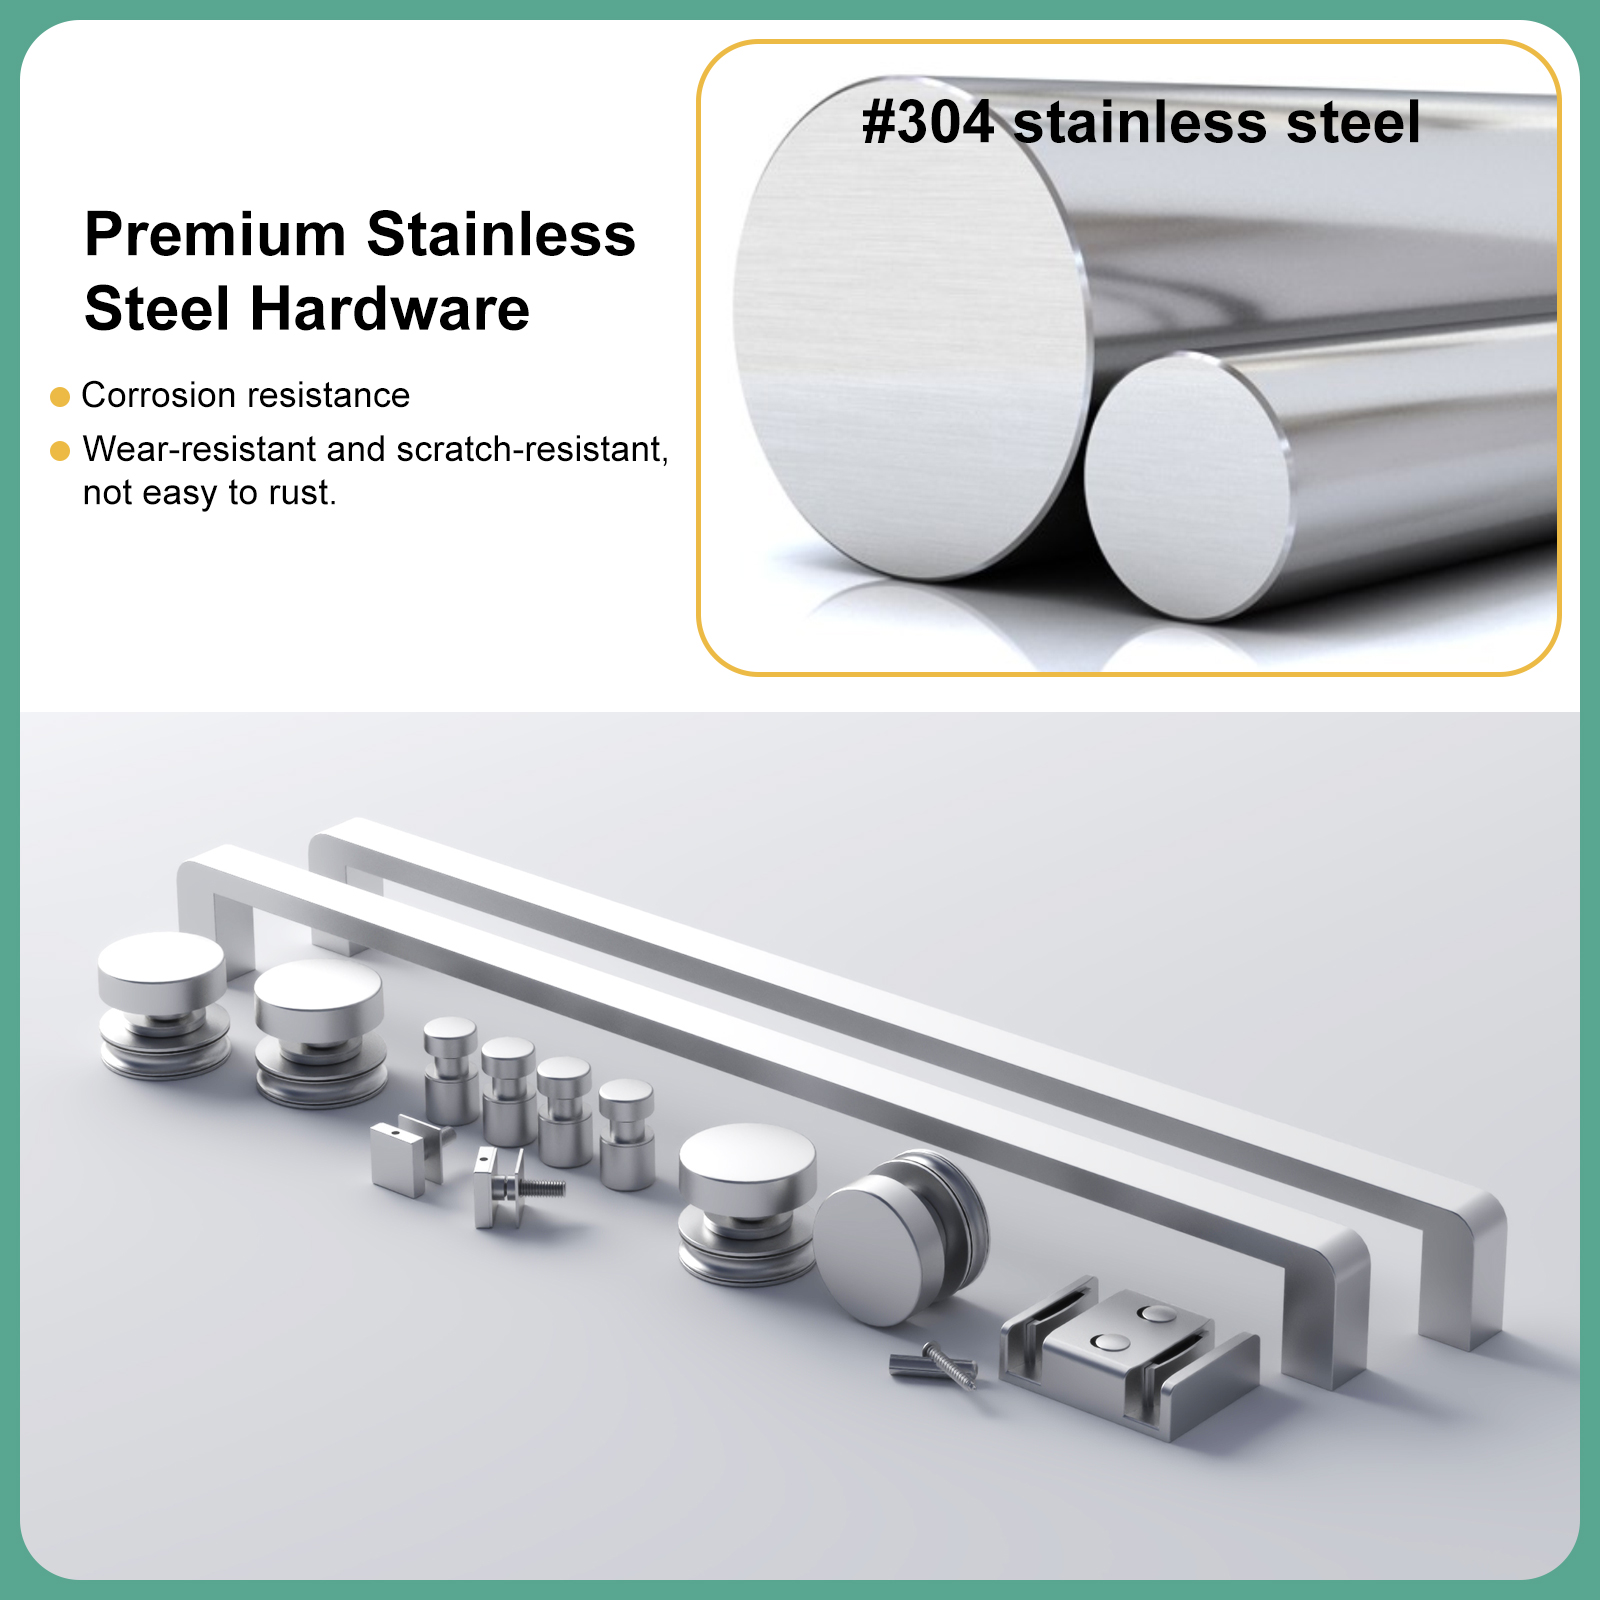 Premium Stainless
Steel Hardware
Corrosion resistance
Wear-resistant and scratch-resistant,
not easy to rust.
#304 stainless steel